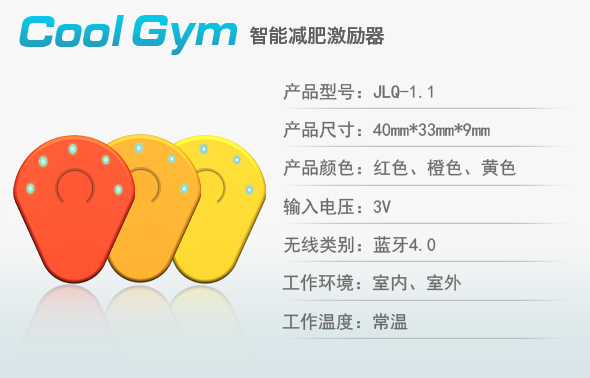 Cool Gym 智能减肥激励器
产品型号：JLQ-1.1
产品尺寸：40mm*33mm*9mm
产品颜色：红色、橙色、黄色
输入电压：3V
无线类别：蓝牙4.0
工作环境：室内、室外
工作温度：常温